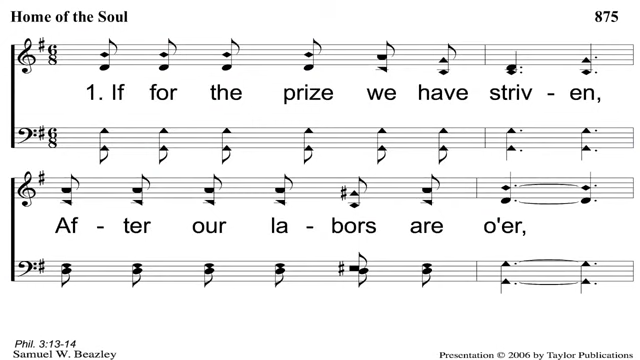 Home of the Soul 875
1. If for the prize we have striv - en,
Af - ter our la - bors are o'er,
Phil. 3:13-14
Samuel W. Beazley
Presentation © 2006 by Taylor Publications